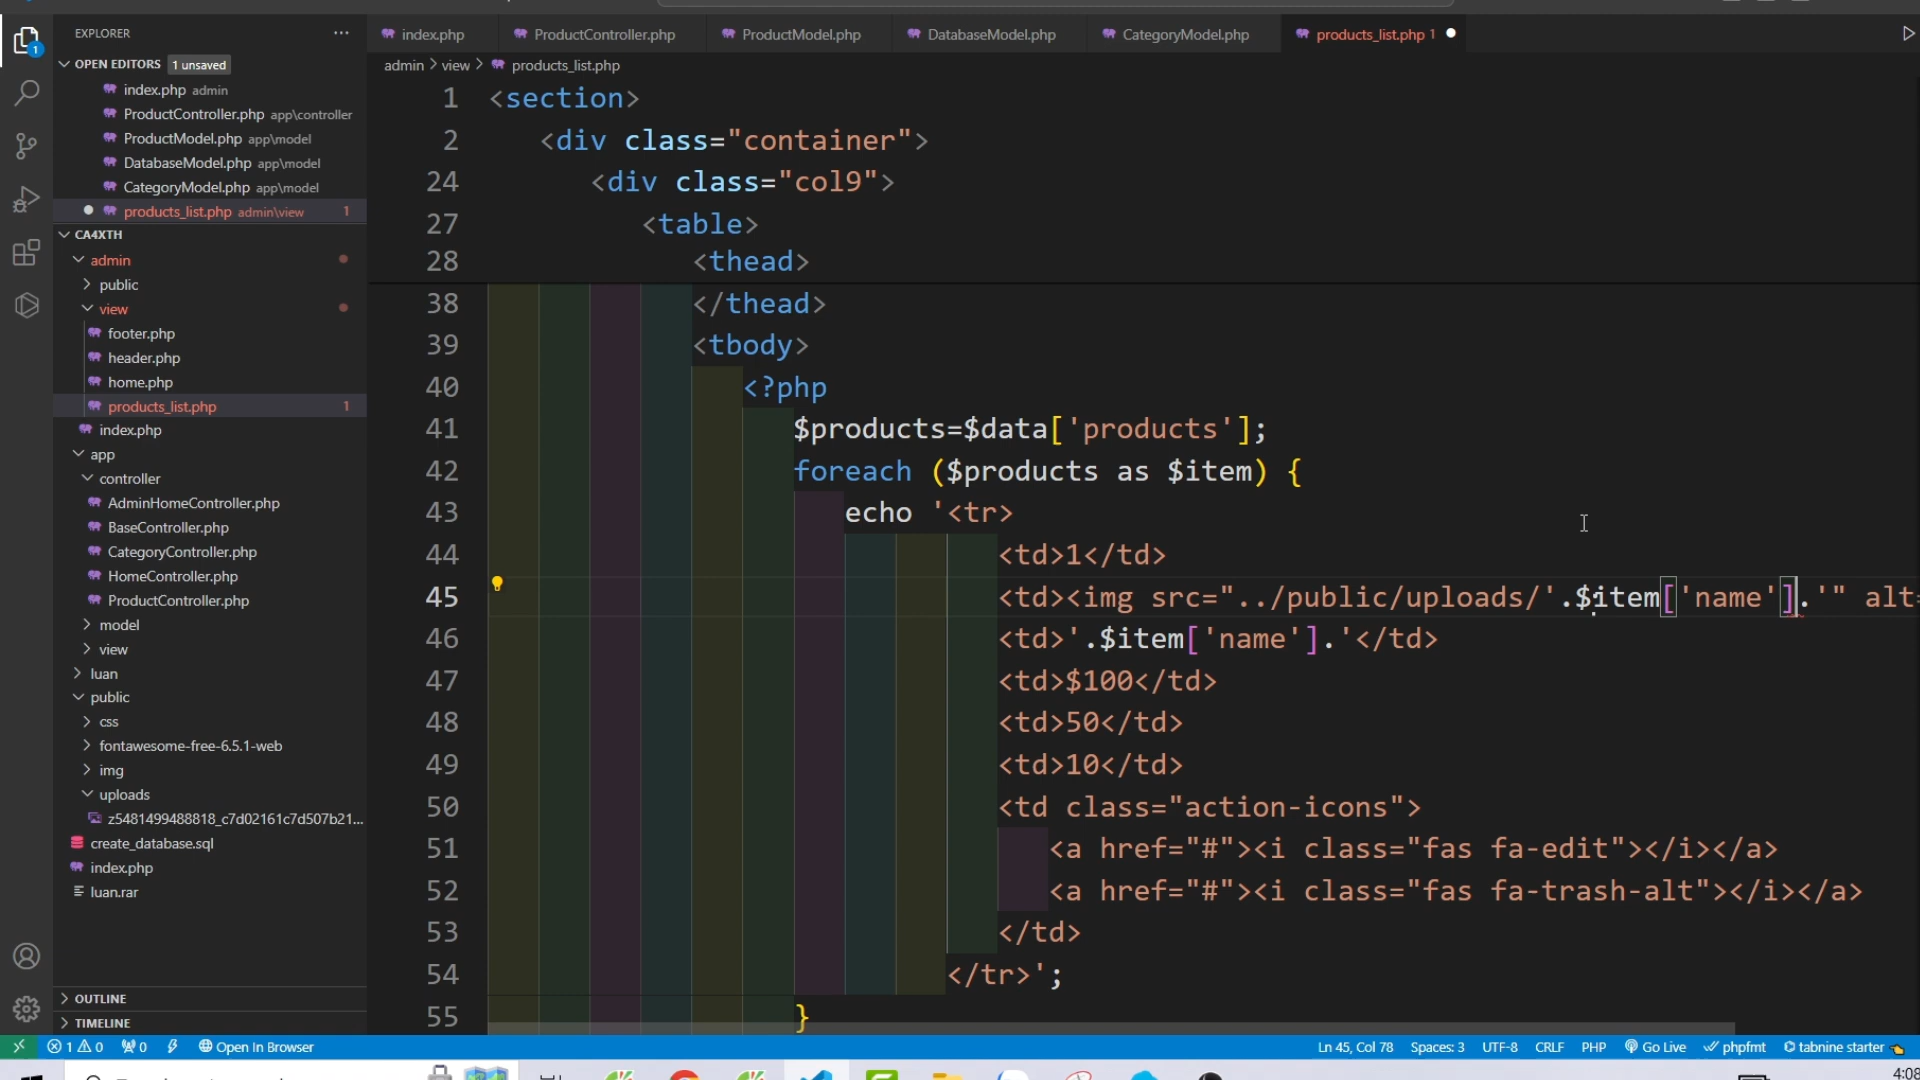 EXPLORER
OPEN EDITORS 1 unsaved
index.php admin
ProductController.php app\controller
ProductModel.php app\model
DatabaseModel.php app\model
CategoryModel.php app\model
products_list.php admin\view 1
CA4XTH
admin
public
view
footer.php
header.php
home.php
products_list.php 1
index.php
app
controller
AdminHomeController.php
BaseController.php
CategoryController.php
HomeController.php
ProductController.php
model
view
luan
public
css
fontawesome-free-6.5.1-web
img
uploads
z5481499488818_c7d02161c7d507b21...
create_database.sql
index.php
luan.rar
OUTLINE
TIMELINE
index.php ProductController.php ProductModel.php DatabaseModel.php CategoryModel.php products_list.php 1
admin > view > products_list.php
1 <section>
2 <div class="container">
24 <div class="col9">
27 <table>
28 <thead>
38 </thead>
39 <tbody>
40 <?php
41 $products=$data['products'];
42 foreach ($products as $item) {
43 echo '<tr>
44 <td>1</td>
45 <td><img src="../public/uploads/'.$item['name'].'" alt=
46 <td>'.$item['name'].'</td>
47 <td>$100</td>
48 <td>50</td>
49 <td>10</td>
50 <td class="action-icons">
51 <a href="#"><i class="fas fa-edit"></i></a>
52 <a href="#"><i class="fas fa-trash-alt"></i></a>
53 </td>
54 </tr>';
55 }
1 0 0 Open In Browser Ln 45, Col 78 Spaces: 3 UTF-8 CRLF PHP Go Live phpfmt tabnine starter
4:08